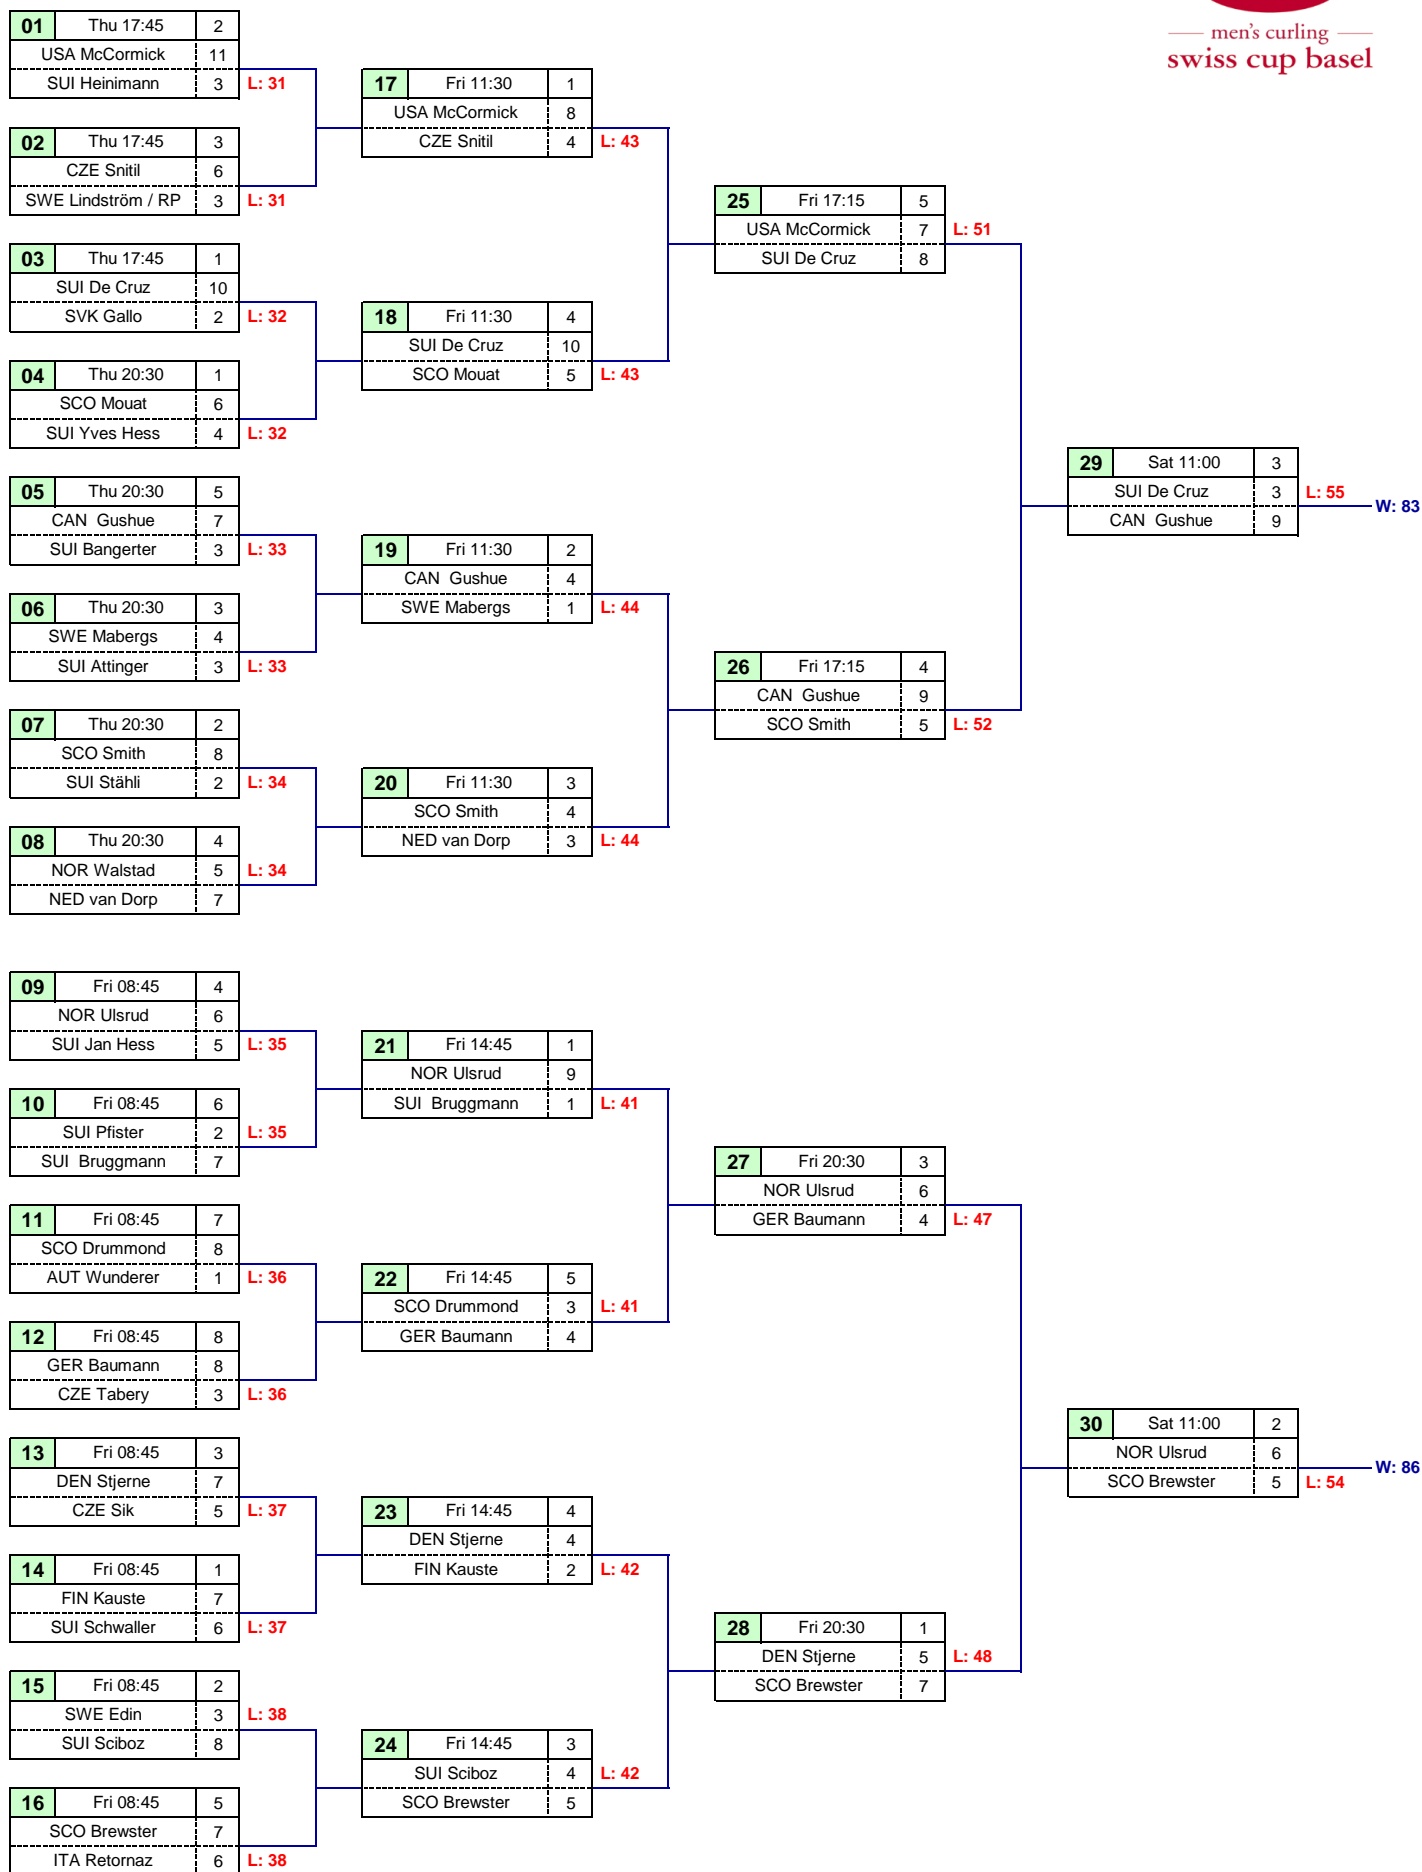 men's curling
swiss cup basel
01 Thu 17:45 2
USA McCormick 11
SUI Heinimann 3 L: 31
02 Thu 17:45 3
CZE Snitil 6
SWE Lindström / RP 3 L: 31
03 Thu 17:45 1
SUI De Cruz 10
SVK Gallo 2 L: 32
04 Thu 20:30 1
SCO Mouat 6
SUI Yves Hess 4 L: 32
05 Thu 20:30 5
CAN Gushue 7
SUI Bangerter 3 L: 33
06 Thu 20:30 3
SWE Mabergs 4
SUI Attinger 3 L: 33
07 Thu 20:30 2
SCO Smith 8
SUI Stähli 2 L: 34
08 Thu 20:30 4
NOR Walstad 5 L: 34
NED van Dorp 7
09 Fri 08:45 4
NOR Ulsrud 6
SUI Jan Hess 5 L: 35
10 Fri 08:45 6
SUI Pfister 2 L: 35
SUI Bruggmann 7
11 Fri 08:45 7
SCO Drummond 8
AUT Wunderer 1 L: 36
12 Fri 08:45 8
GER Baumann 8
CZE Tabery 3 L: 36
13 Fri 08:45 3
DEN Stjerne 7
CZE Sik 5 L: 37
14 Fri 08:45 1
FIN Kauste 7
SUI Schwaller 6 L: 37
15 Fri 08:45 2
SWE Edin 3 L: 38
SUI Sciboz 8
16 Fri 08:45 5
SCO Brewster 7
ITA Retornaz 6 L: 38
17 Fri 11:30 1
USA McCormick 8
CZE Snitil 4 L: 43
18 Fri 11:30 4
SUI De Cruz 10
SCO Mouat 5 L: 43
19 Fri 11:30 2
CAN Gushue 4
SWE Mabergs 1 L: 44
20 Fri 11:30 3
SCO Smith 4
NED van Dorp 3 L: 44
21 Fri 14:45 1
NOR Ulsrud 9
SUI Bruggmann 1 L: 41
22 Fri 14:45 5
SCO Drummond 3 L: 41
GER Baumann 4
23 Fri 14:45 4
DEN Stjerne 4
FIN Kauste 2 L: 42
24 Fri 14:45 3
SUI Sciboz 4 L: 42
SCO Brewster 5
25 Fri 17:15 5
USA McCormick 7 L: 51
SUI De Cruz 8
26 Fri 17:15 4
CAN Gushue 9
SCO Smith 5 L: 52
27 Fri 20:30 3
NOR Ulsrud 6
GER Baumann 4 L: 47
28 Fri 20:30 1
DEN Stjerne 5 L: 48
SCO Brewster 7
29 Sat 11:00 3
SUI De Cruz 3 L: 55
W: 83
CAN Gushue 9
30 Sat 11:00 2
NOR Ulsrud 6
W: 86
SCO Brewster 5 L: 54